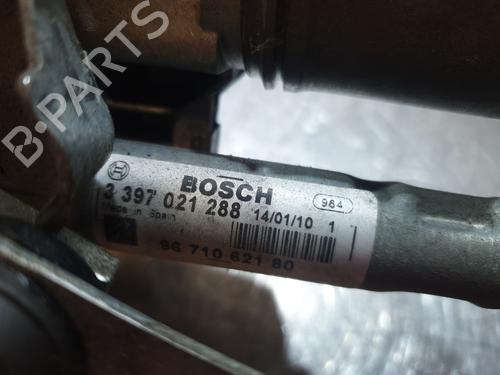 B-PARTS
BOSCH
964
3 397 021 288 14/01/10 1
Made in Spain
96 710 621 80